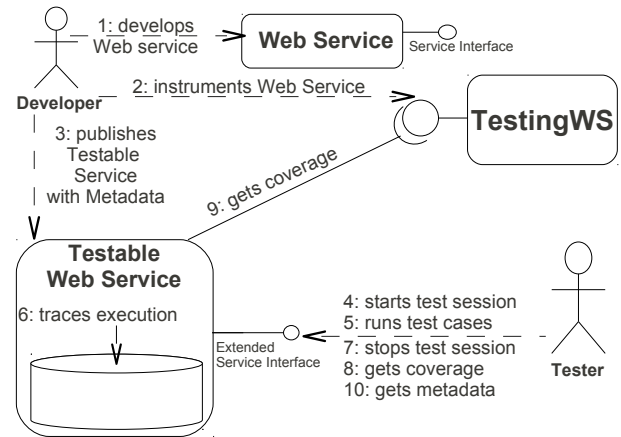 1: develops
Web service
Web Service
Service Interface
Developer
2: instruments Web Service
TestingWS
3: publishes
Testable
Service
with Metadata
9: gets coverage
Testable
Web Service
6: traces execution
Extended
Service Interface
4: starts test session
5: runs test cases
7: stops test session
8: gets coverage
10: gets metadata
Tester